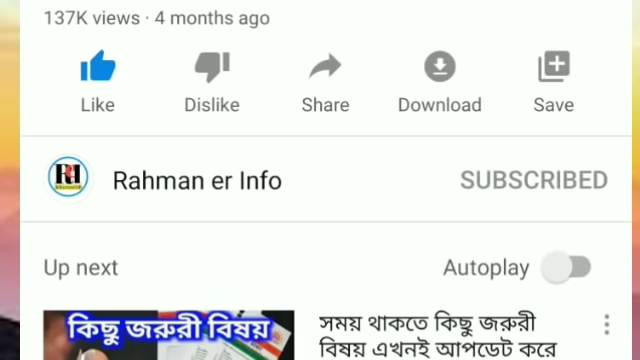 137K views · 4 months ago
Like Dislike Share Download Save
Rahman er Info SUBSCRIBED
Up next Autoplay
কিছু জরুরী বিষয়
সময় থাকতে কিছু জরুরী
বিষয় এখনই আপডেট করে